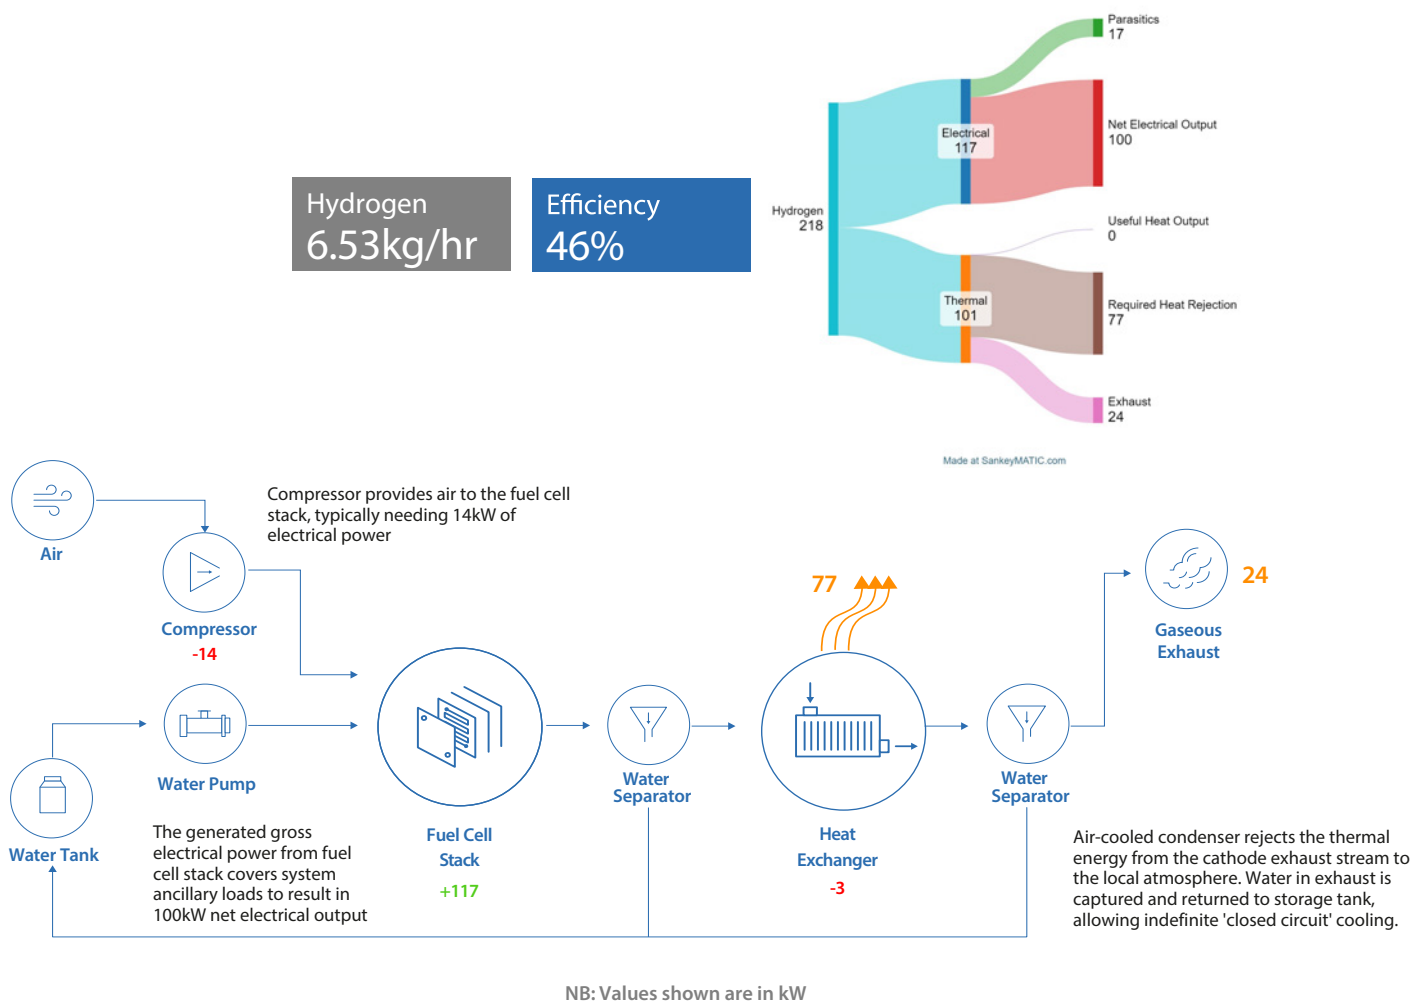 Parasitics
17
Net Electrical Output
100
Electrical
117
Hydrogen
6.53kg/hr
Efficiency
46%
Hydrogen
218
Useful Heat Output
0
Thermal
101
Required Heat Rejection
77
Exhaust
24
Made at SankeyMATIC.com
Air
Compressor provides air to the fuel cell
stack, typically needing 14kW of
electrical power
Compressor
-14
77
24
Gaseous
Exhaust
Water Pump
Water Tank
The generated gross
electrical power from fuel
cell stack covers system
ancillary loads to result in
100kW net electrical output
Fuel Cell
Stack
+117
Water
Separator
Heat
Exchanger
-3
Water
Separator
Air-cooled condenser rejects the thermal
energy from the cathode exhaust stream to
the local atmosphere. Water in exhaust is
captured and returned to storage tank,
allowing indefinite 'closed circuit' cooling.
NB: Values shown are in kW